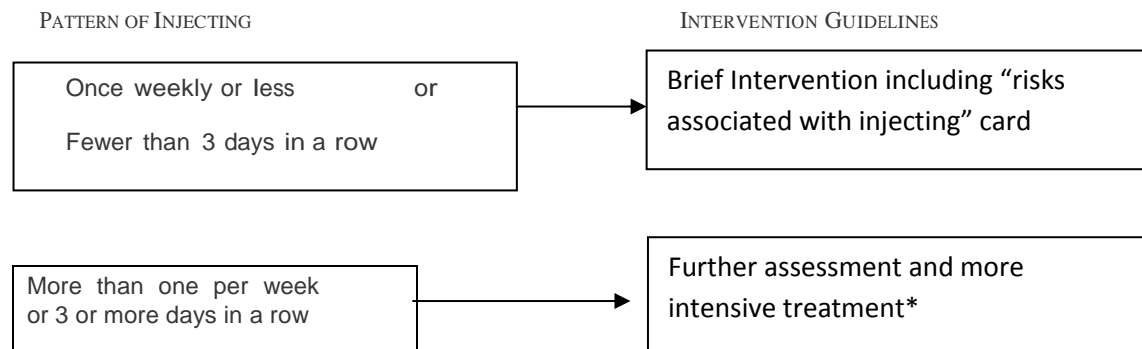 PATTERN OF INJECTING
INTERVENTION GUIDELINES
Once weekly or less or
Fewer than 3 days in a row
Brief Intervention including “risks
associated with injecting” card
More than one per week
or 3 or more days in a row
Further assessment and more
intensive treatment*